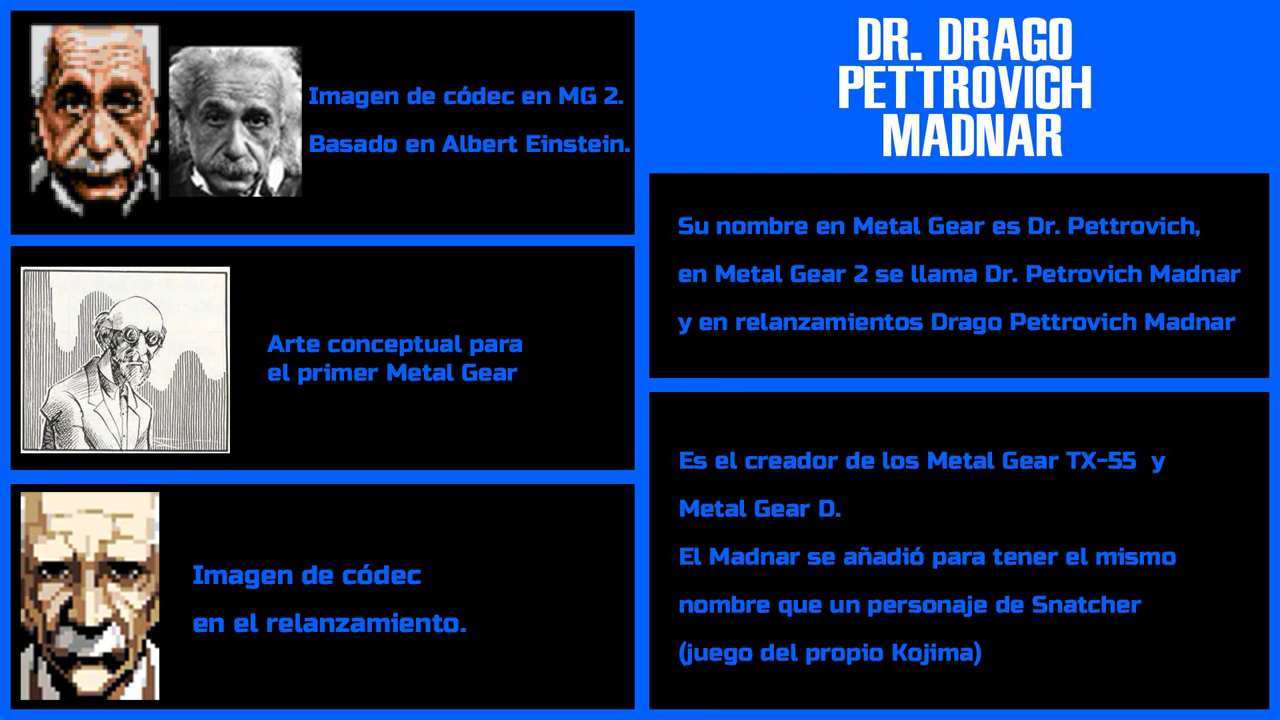 Imagen de códec en MG 2.
Basado en Albert Einstein.
Arte conceptual para
el primer Metal Gear
Imagen de códec
en el relanzamiento.
DR. DRAGO
PETTROVICH
MADNAR
Su nombre en Metal Gear es Dr. Pettrovich,
en Metal Gear 2 se llama Dr. Petrovich Madnar
y en relanzamientos Drago Pettrovich Madnar
Es el creador de los Metal Gear TX-55 y
Metal Gear D.
El Madnar se añadió para tener el mismo
nombre que un personaje de Snatcher
(juego del propio Kojima)